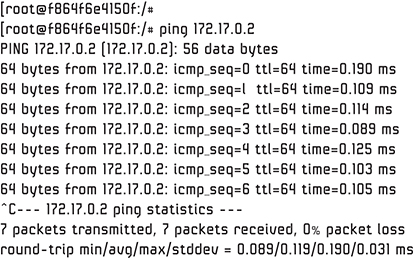 [root@f864f6e4150f:/#
[root@f864f6e4150f:/# ping 172.17.0.2
PING 172.17.0.2 (172.17.0.2): 56 data bytes
64 bytes from 172.17.0.2: icmp_seq=0 ttl=64 time=0.190 ms
64 bytes from 172.17.0.2: icmp_seq=l  ttl=64 time=0.109 ms
64 bytes from 172.17.0.2: icmp_seq=2 ttl=64 time=0.114 ms
64 bytes from 172.17.0.2: icmp_seq=3 ttl=64 time=0.089 ms
64 bytes from 172.17.0.2: icmp_seq=4 ttl=64 time=0.125 ms
64 bytes from 172.17.0.2: icmp_seq=5 ttl=64 time=0.103 ms
64 bytes from 172.17.0.2: icmp_seq=6 ttl=64 time=0.105 ms
^C--- 172.17.0.2 ping statistics ---
7 packets transmitted, 7 packets received, 0% packet loss
round-trip min/avg/max/stddev = 0.089/0.119/0.190/0.031 ms